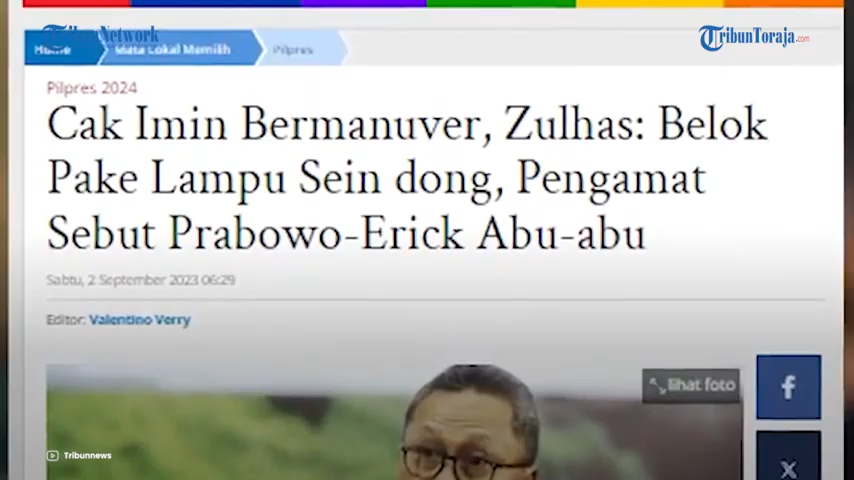 Tribun Network
TribunToraja.com
Home
Mata Lokal Memilih
Pilpres
Pilpres 2024
Cak Imin Bermanuver, Zulhas: Belok
Pake Lampu Sein dong, Pengamat
Sebut Prabowo-Erick Abu-abu
Sabtu, 2 September 2023 06:29
Editor: Valentino Verry
lihat foto
f
X
Tribunnews